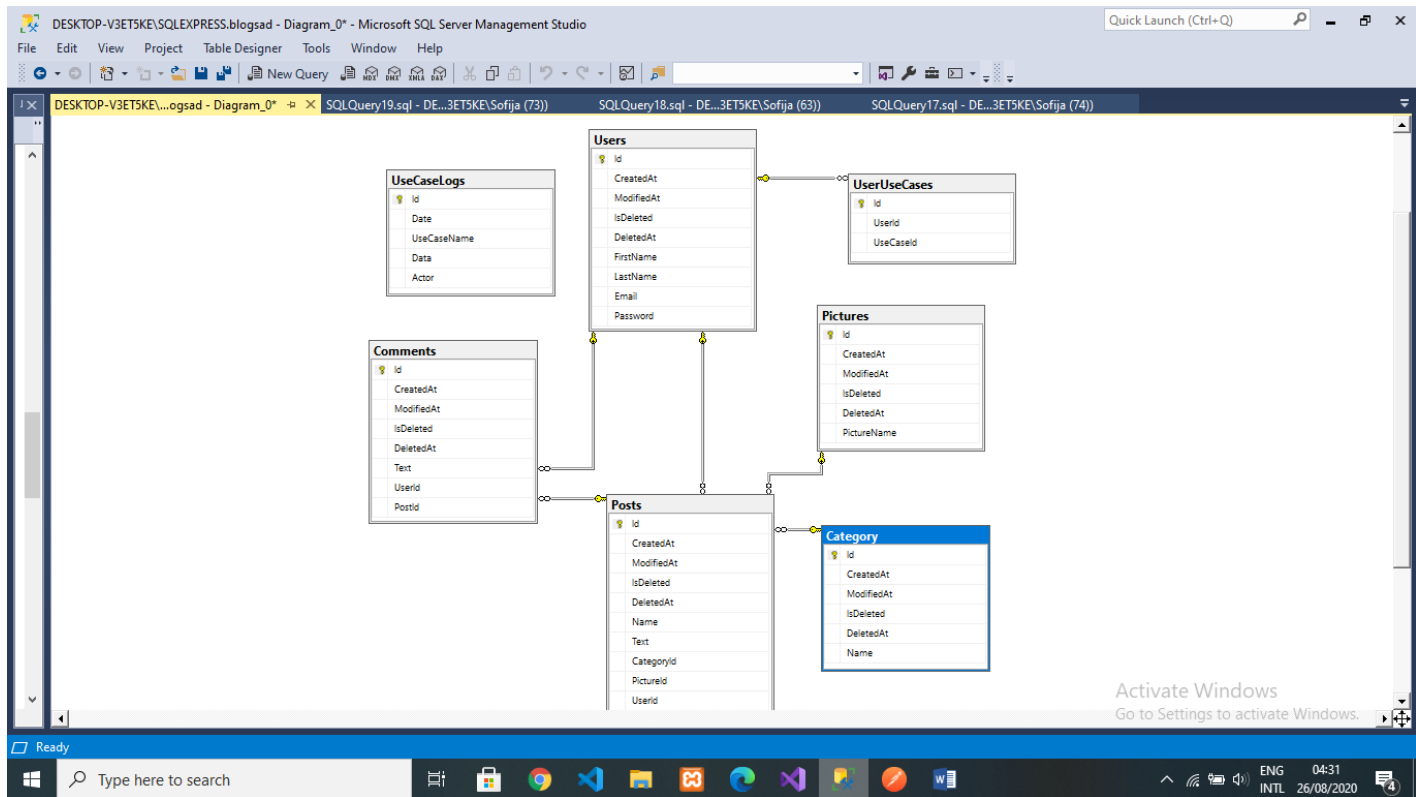 DESKTOP-V3ET5KE\SQLEXPRESS.blogsad - Diagram_0* - Microsoft SQL Server Management Studio
Quick Launch (Ctrl+Q)
File Edit View Project Table Designer Tools Window Help
New Query MDX DMX XMLA DAX
DESKTOP-V3ET5KE\...ogsad - Diagram_0* SQLQuery19.sql - DE...3ET5KE\Sofija (73)) SQLQuery18.sql - DE...3ET5KE\Sofija (63)) SQLQuery17.sql - DE...3ET5KE\Sofija (74))
UseCaseLogs
Id
Date
UseCaseName
Data
Actor
Users
Id
CreatedAt
ModifiedAt
IsDeleted
DeletedAt
FirstName
LastName
Email
Password
UserUseCases
Id
UserId
UseCaseId
Comments
Id
CreatedAt
ModifiedAt
IsDeleted
DeletedAt
Text
UserId
PostId
Pictures
Id
CreatedAt
ModifiedAt
IsDeleted
DeletedAt
PictureName
Posts
Id
CreatedAt
ModifiedAt
IsDeleted
DeletedAt
Name
Text
CategoryId
PictureId
UserId
Category
Id
CreatedAt
ModifiedAt
IsDeleted
DeletedAt
Name
Activate Windows
Go to Settings to activate Windows.
Ready
Type here to search
ENG
INTL
04:31
26/08/2020
4